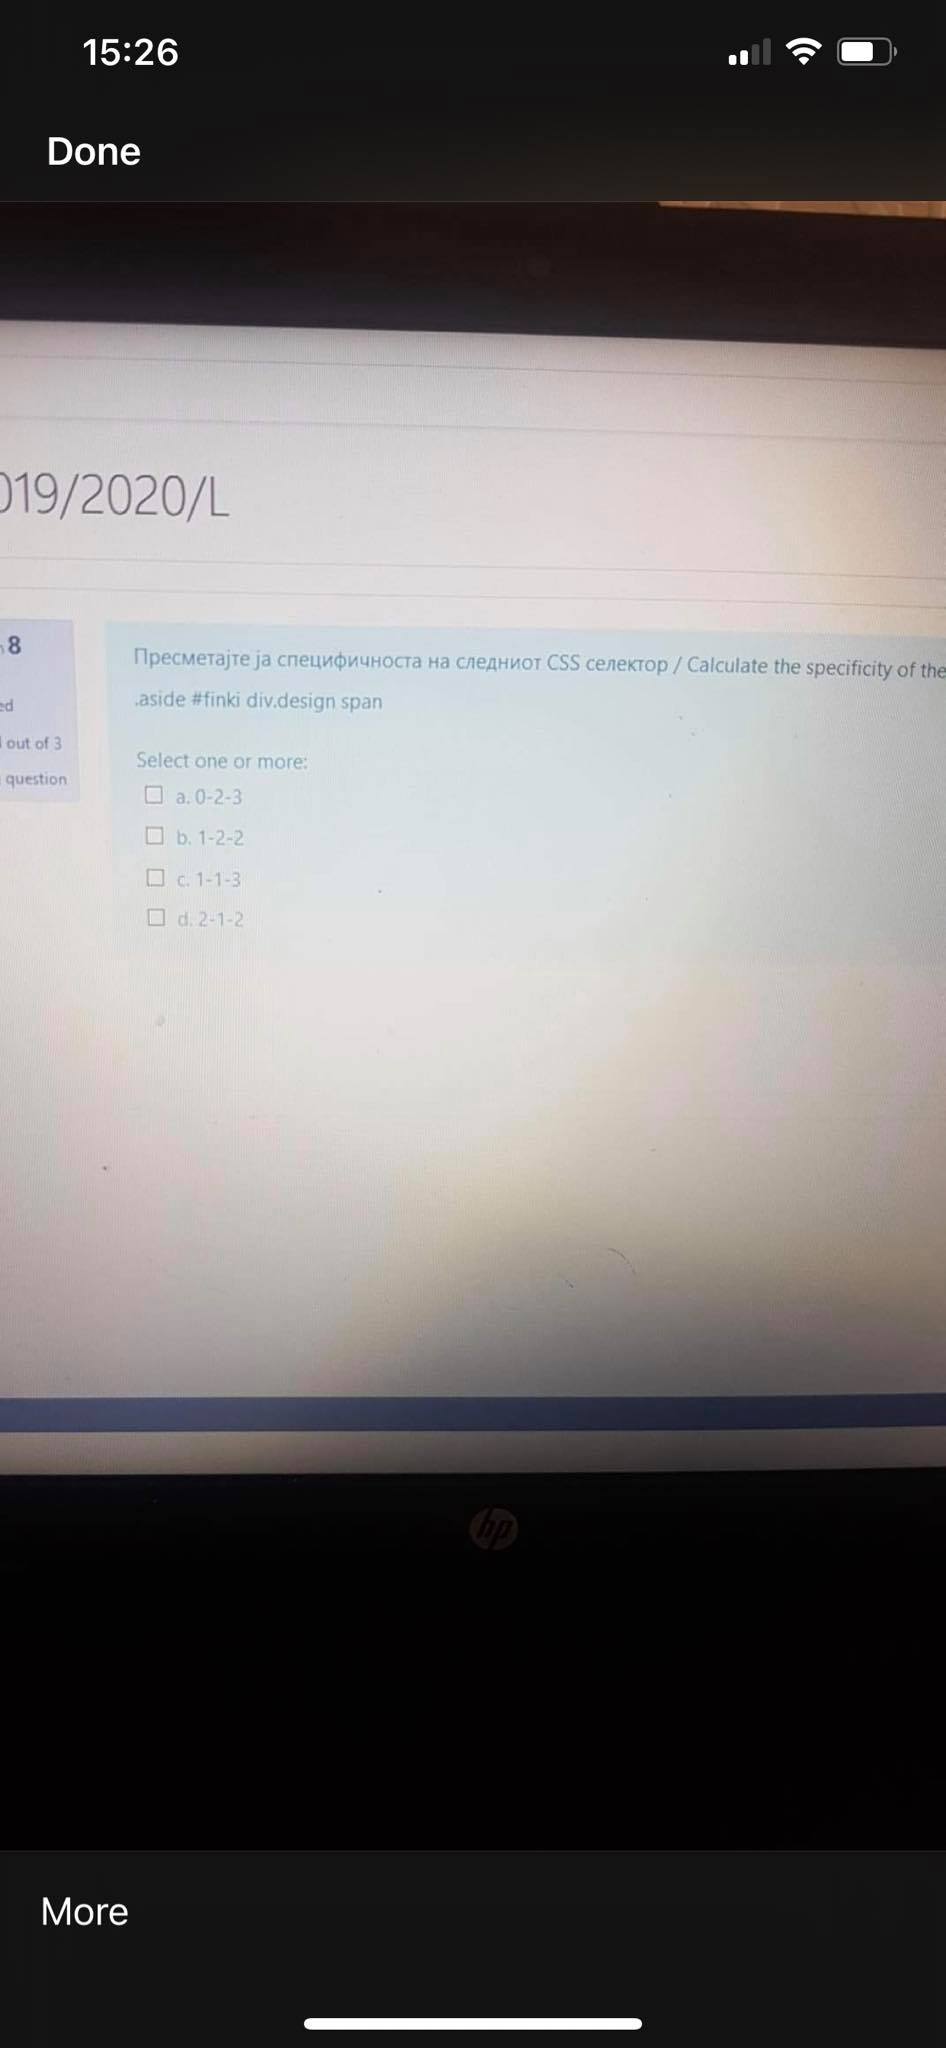 15:26
Done
019/2020/L
8
ed
out of 3
question
Пресметајте ја специфичноста на следниот CSS селектор / Calculate the specificity of the
.aside #finki div.design span
Select one or more:
a. 0-2-3
b. 1-2-2
c. 1-1-3
d. 2-1-2
hp
More